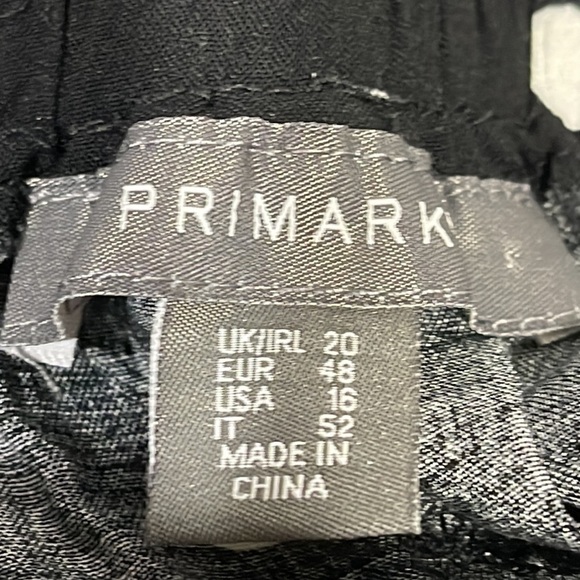 PRIMARK
UK/IRL 20
EUR 48
USA 16
IT 52
MADE IN
CHINA